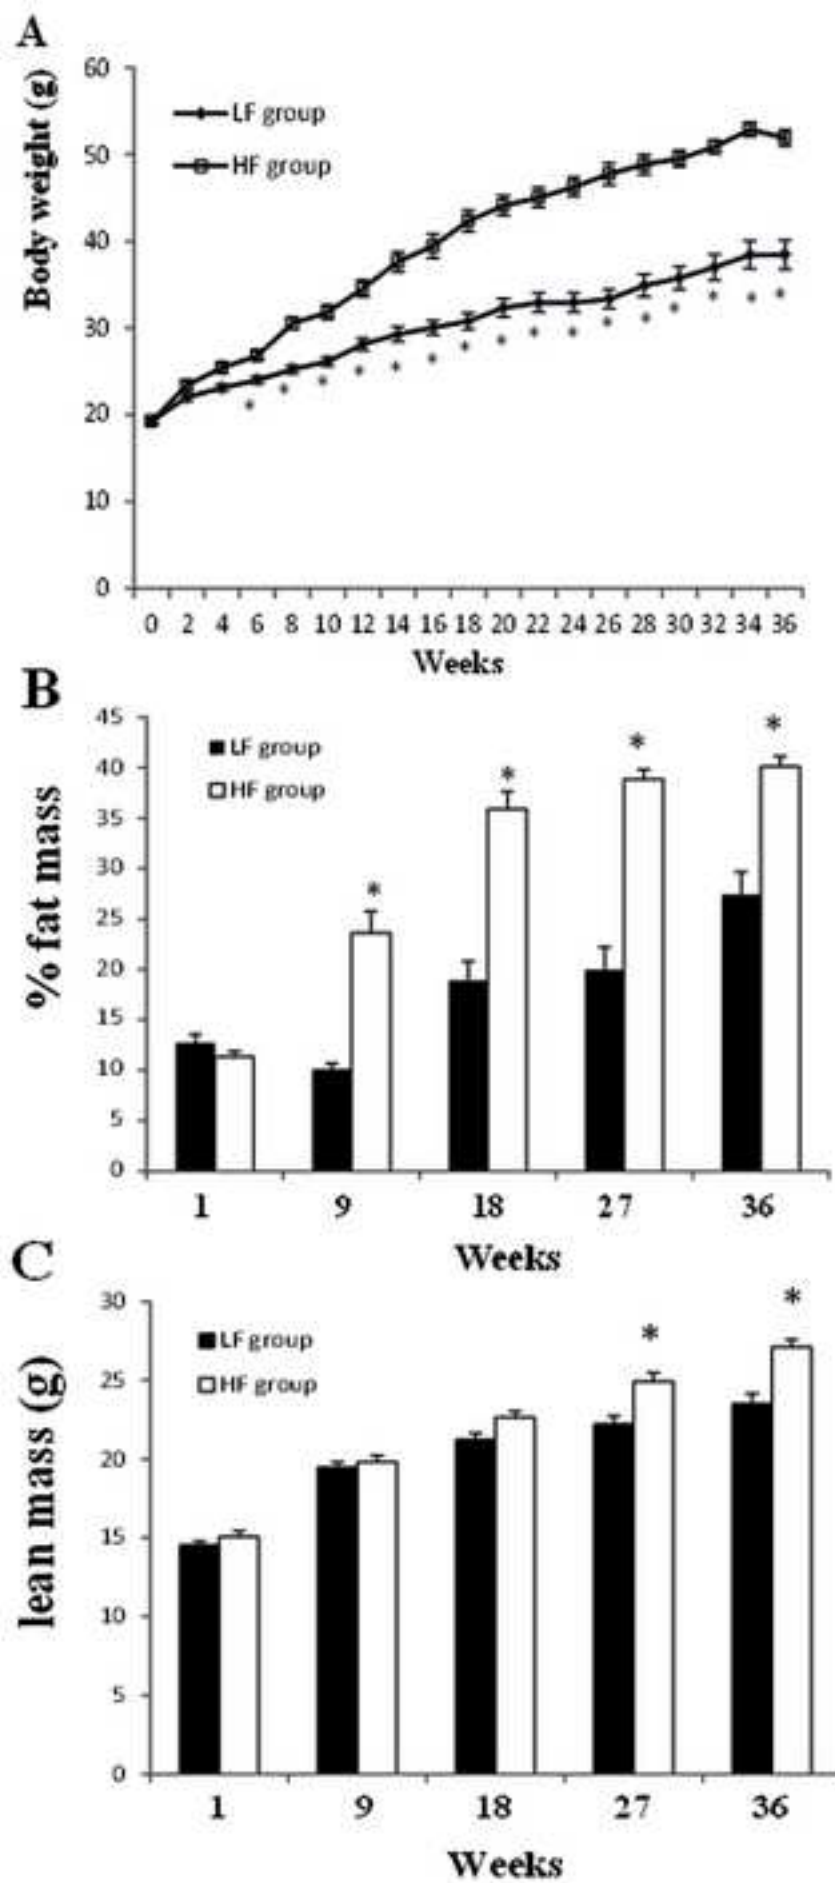 A
Body weight (g)
60
50
40
30
20
10
0
LF group
HF group
* * * * * * * * * * * * * * * *
0 2 4 6 8 10 12 14 16 18 20 22 24 26 28 30 32 34 36
Weeks
B
% fat mass
45
40
35
30
25
20
15
10
5
0
LF group
HF group
* * * *
1 9 18 27 36
Weeks
C
lean mass (g)
30
25
20
15
10
5
0
LF group
HF group
* *
1 9 18 27 36
Weeks